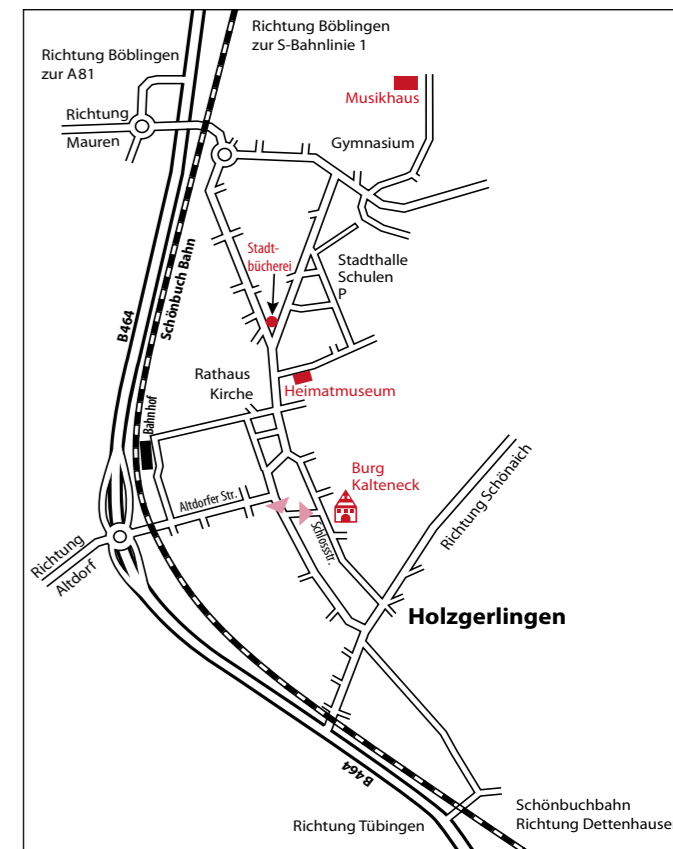 Richtung Böblingen
zur S-Bahnlinie 1
Richtung Böblingen
zur A81
Musikhaus
Richtung
Mauren
Gymnasium
Stadt-
bücherei
Stadthalle
Schulen
P
Schönbuch Bahn
B464
Rathaus
Kirche
Heimatmuseum
Bahnhof
Burg
Kalteneck
Richtung Schönaich
Altdorfer Str.
Schlossstr.
Richtung
Altdorf
Holzgerlingen
B464
Schönbuchbahn
Richtung Dettenhausen
Richtung Tübingen